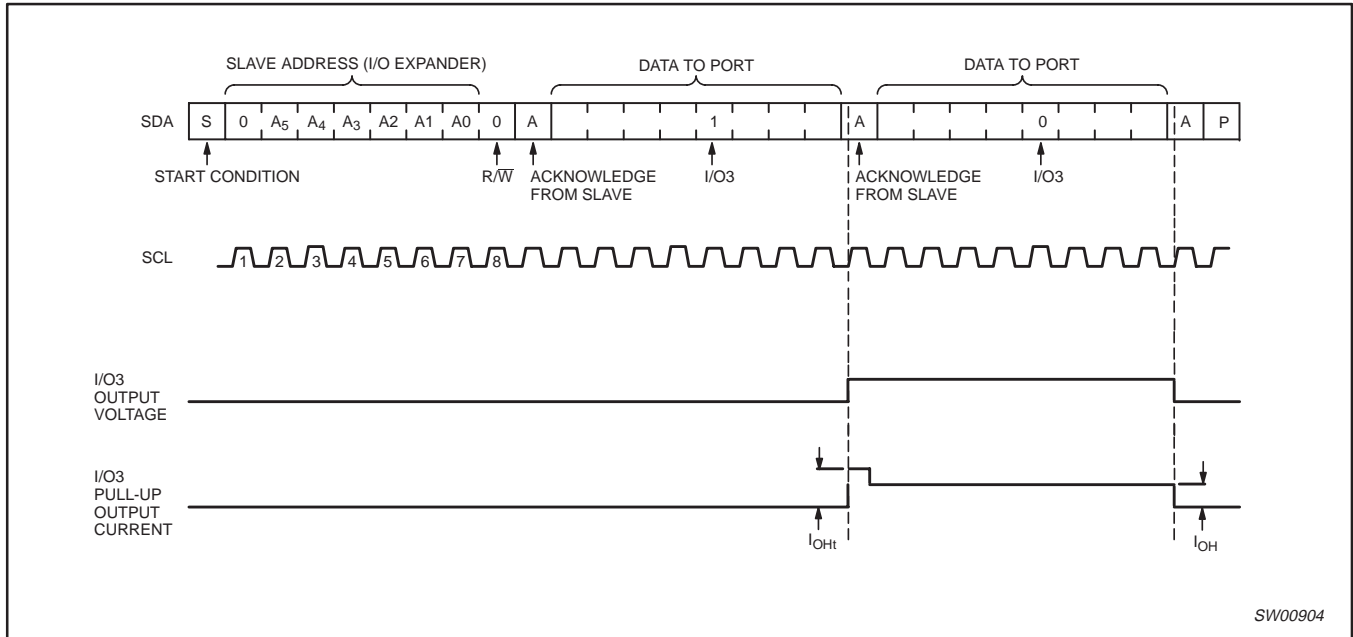 SLAVE ADDRESS (I/O EXPANDER) DATA TO PORT DATA TO PORT
SDA S 0 A5 A4 A3 A2 A1 A0 0 A 1 A 0 A P
START CONDITION R/W̅ ACKNOWLEDGE FROM SLAVE I/O3 ACKNOWLEDGE FROM SLAVE I/O3
SCL 1 2 3 4 5 6 7 8
I/O3
OUTPUT
VOLTAGE
I/O3
PULL-UP
OUTPUT
CURRENT
IOHt IOH
SW00904